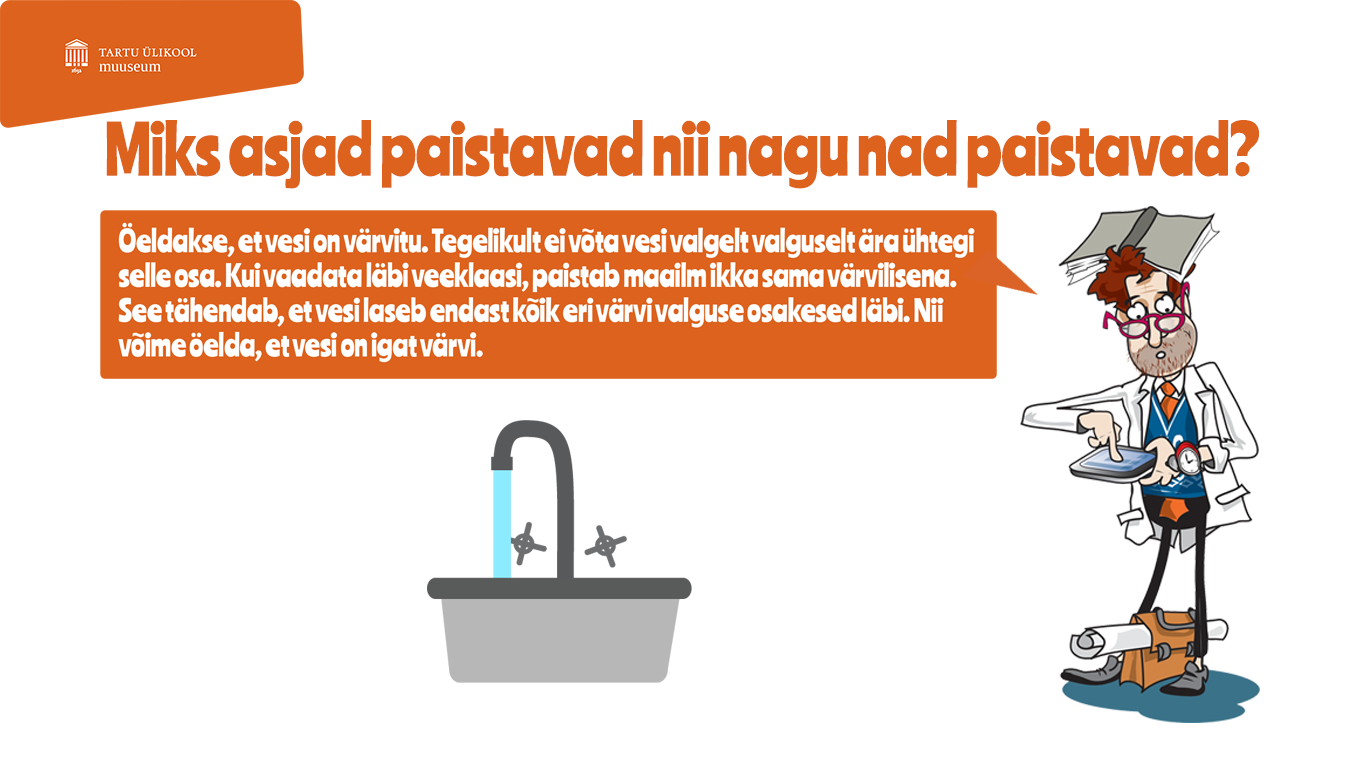 TARTU ÜLIKOOL
muuseum
1632
Miks asjad paistavad nii nagu nad paistavad?
Öeldakse, et vesi on värvitu. Tegelikult ei võta vesi valgelt valguselt ära ühtegi
selle osa. Kui vaadata läbi veeklaasi, paistab maailm ikka sama värvilisena.
See tähendab, et vesi laseb endast kõik eri värvi valguse osakesed läbi. Nii
võime öelda, et vesi on igat värvi.